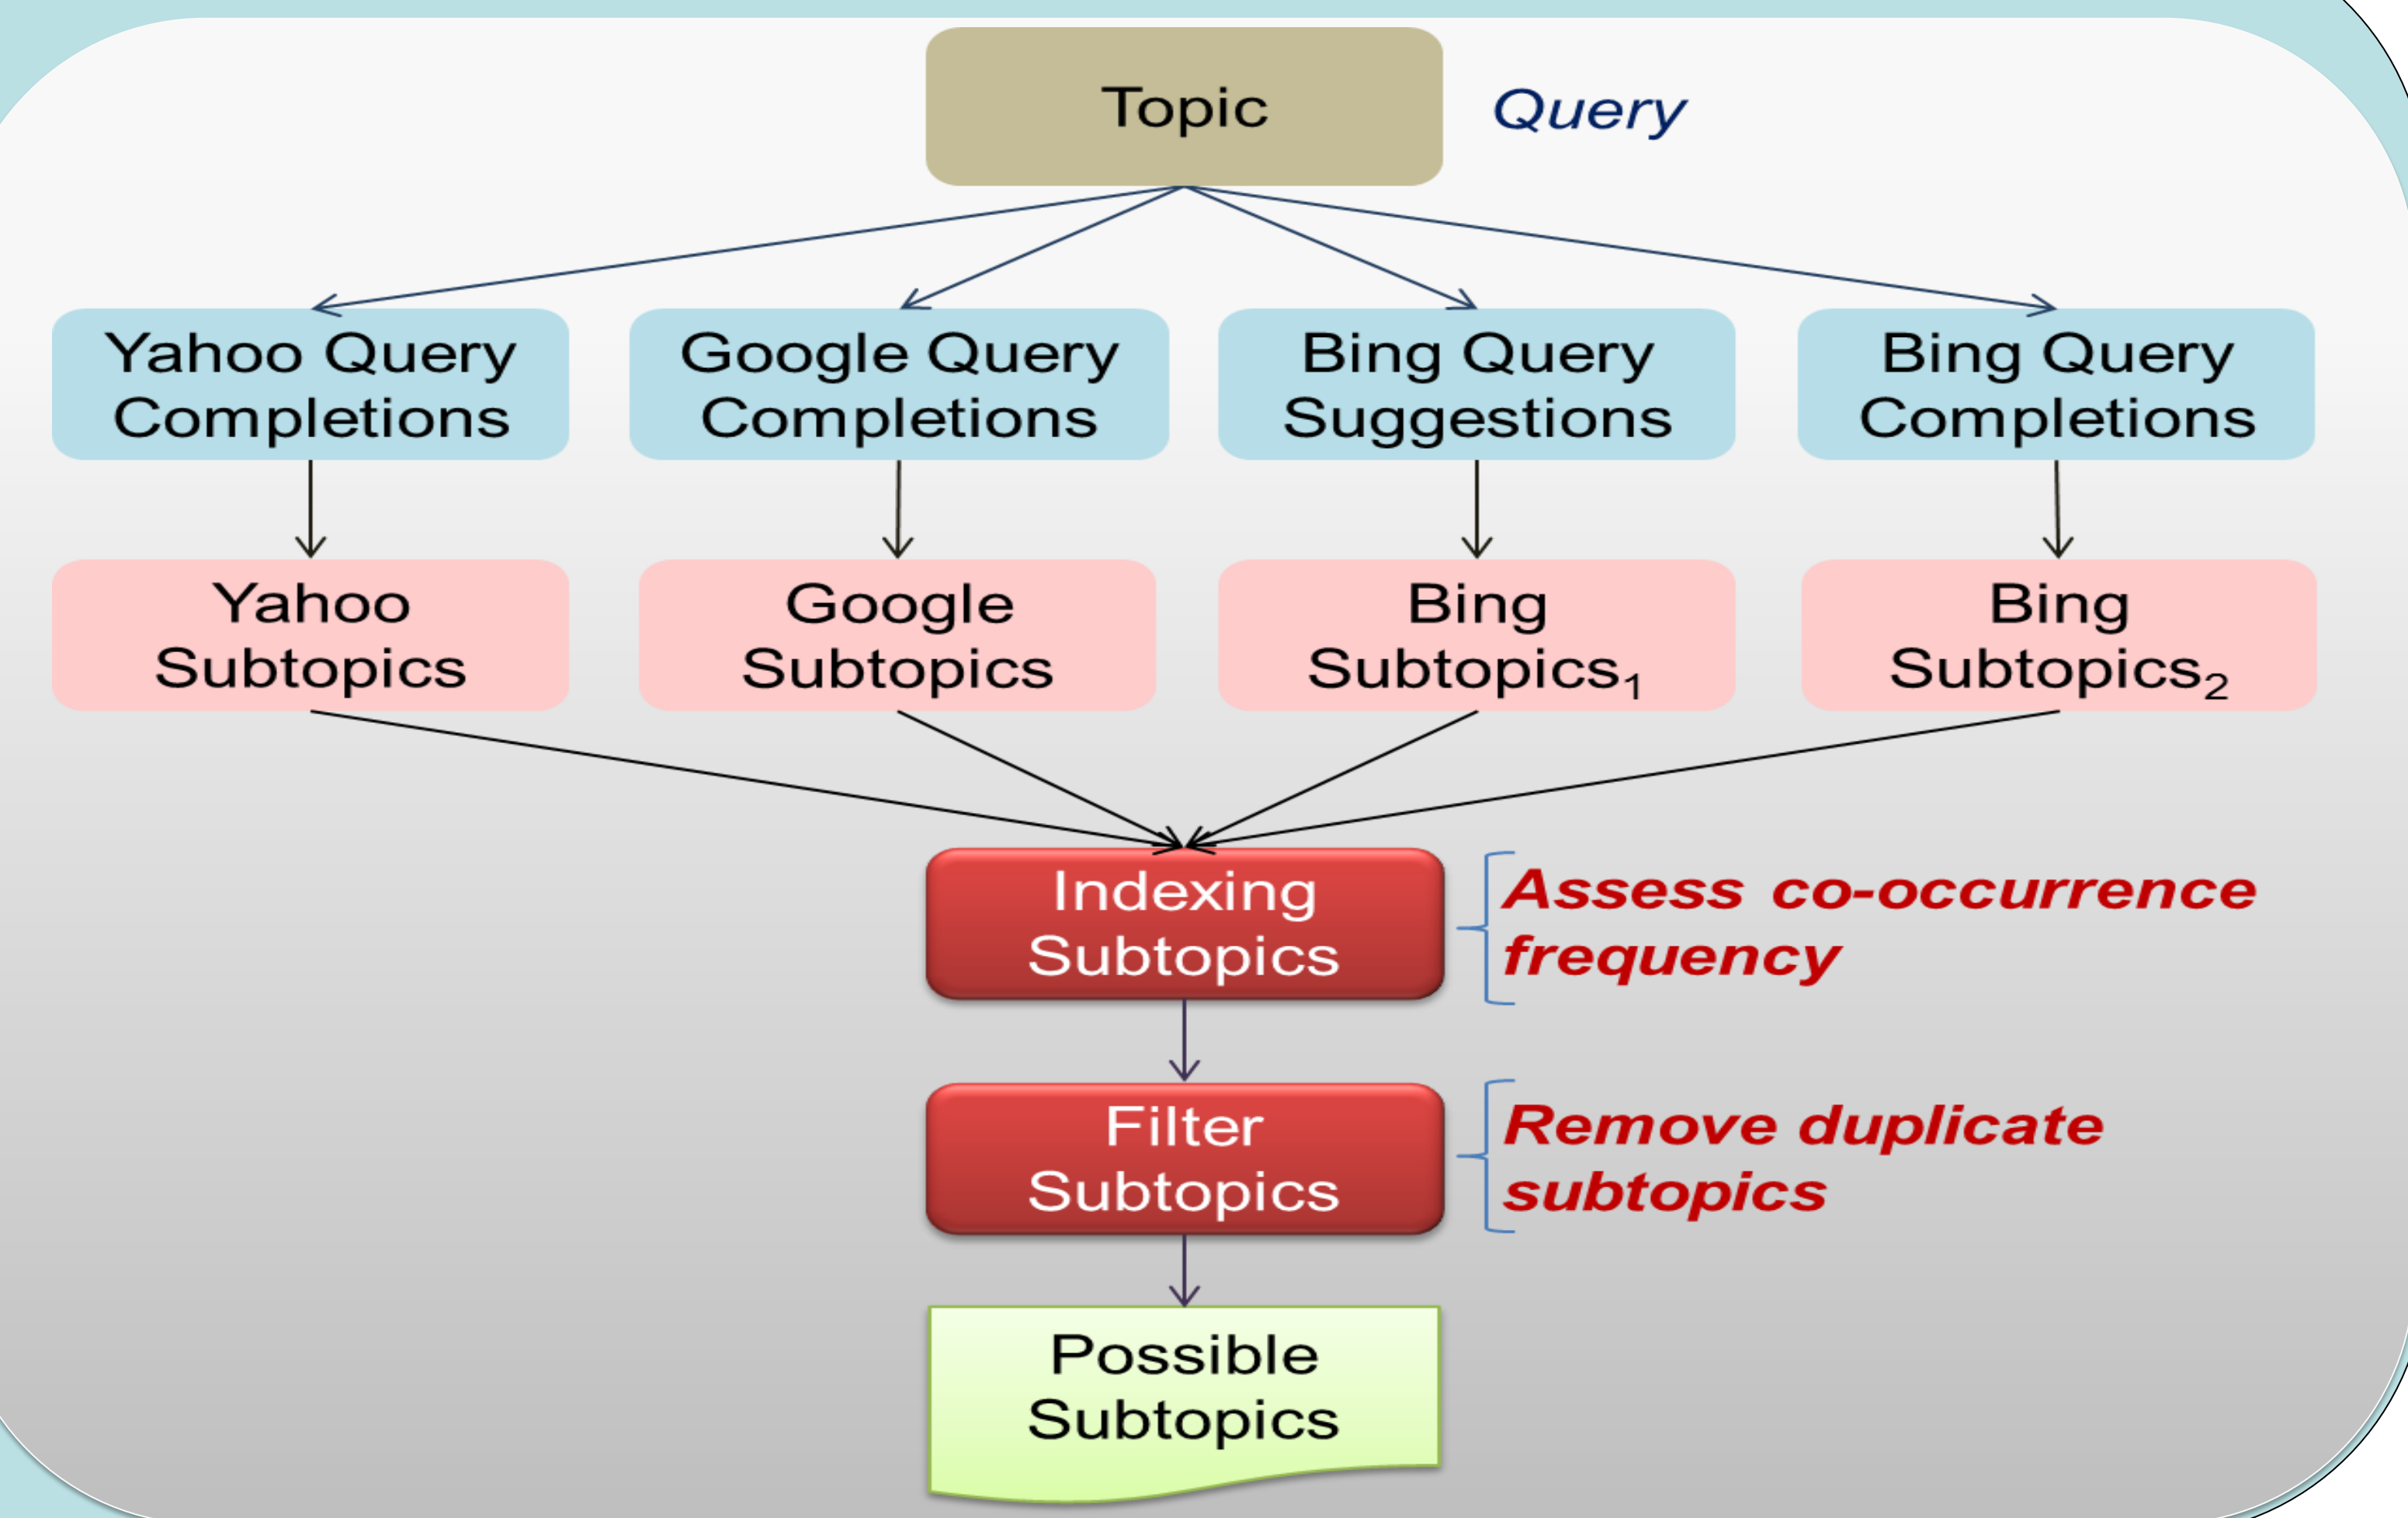 Topic
Query
Yahoo Query
Completions
Google Query
Completions
Bing Query
Suggestions
Bing Query
Completions
Yahoo
Subtopics
Google
Subtopics
Bing
Subtopics₁
Bing
Subtopics₂
Indexing
Subtopics
Assess co-occurrence
frequency
Filter
Subtopics
Remove duplicate
subtopics
Possible
Subtopics